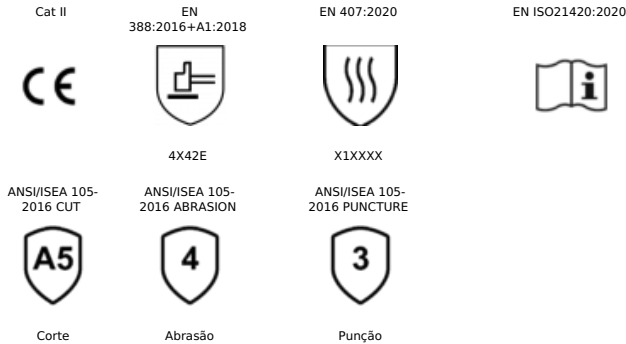 Cat II
EN
388:2016+A1:2018
EN 407:2020
EN ISO21420:2020
CE
i
4X42E
X1XXXX
ANSI/ISEA 105-
2016 CUT
ANSI/ISEA 105-
2016 ABRASION
ANSI/ISEA 105-
2016 PUNCTURE
A5
4
3
Corte
Abrasão
Punção